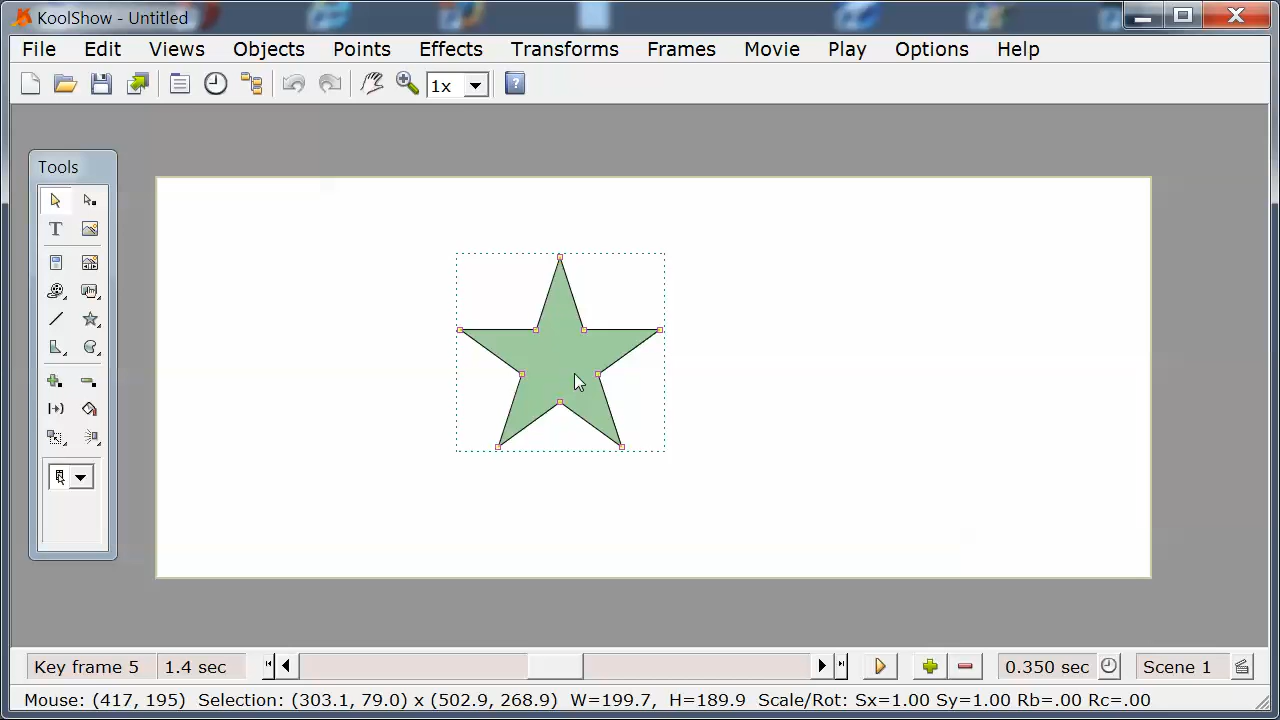 KoolShow - Untitled
File Edit Views Objects Points Effects Transforms Frames Movie Play Options Help
1x
Tools
T
Key frame 5 1.4 sec 0.350 sec Scene 1
Mouse: (417, 195) Selection: (303.1, 79.0) x (502.9, 268.9) W=199.7, H=189.9 Scale/Rot: Sx=1.00 Sy=1.00 Rb=.00 Rc=.00